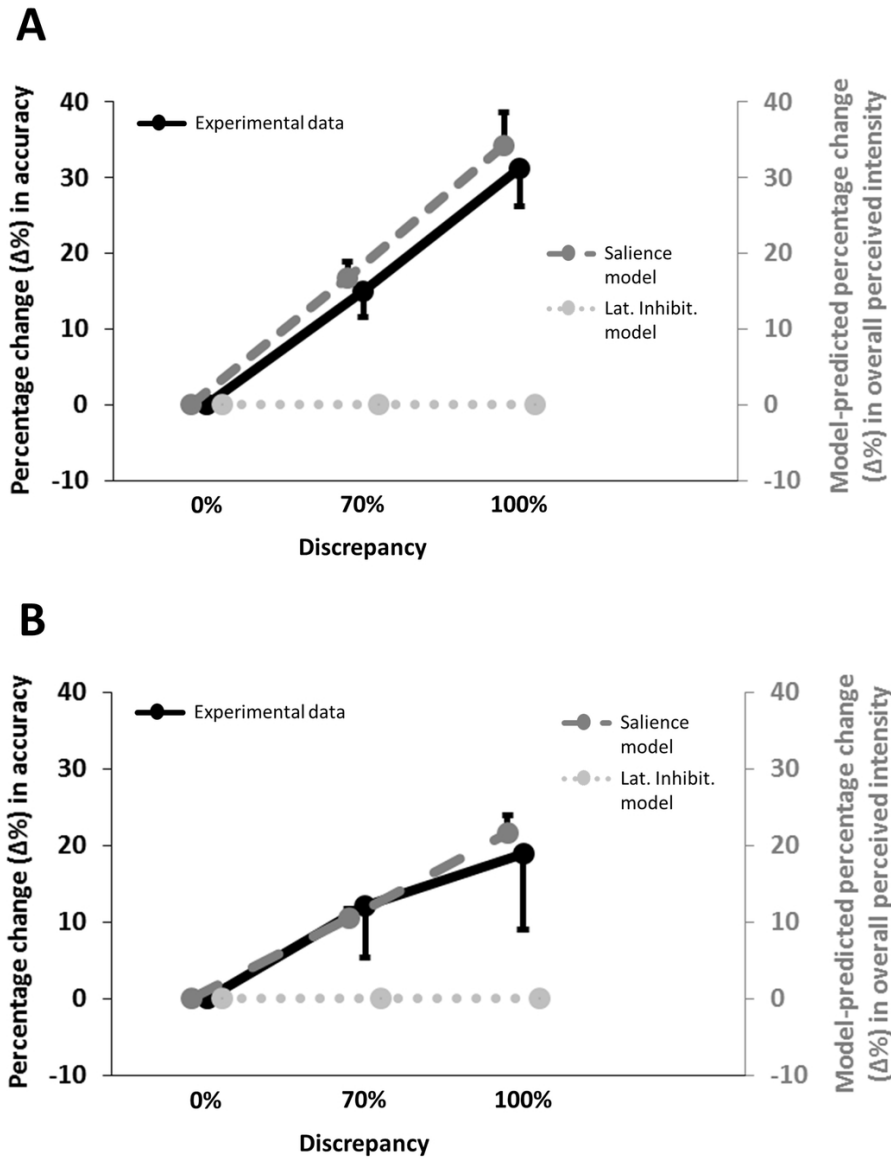 A
Percentage change (Δ%) in accuracy
40
30
20
10
0
-10
Experimental data
Salience
model
Lat. Inhibit.
model
40
30
20
10
0
-10
Model-predicted percentage change
(Δ%) in overall perceived intensity
0%
70%
100%
Discrepancy
B
Percentage change (Δ%) in accuracy
40
30
20
10
0
-10
Experimental data
Salience
model
Lat. Inhibit.
model
40
30
20
10
0
-10
Model-predicted percentage change
(Δ%) in overall perceived intensity
0%
70%
100%
Discrepancy